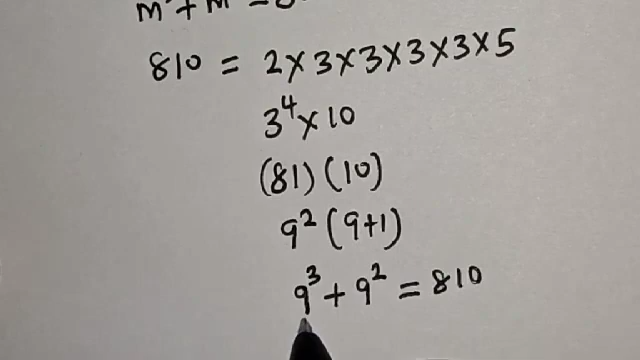 810 = 2×3×3×3×3×5
3⁴×10
(81)(10)
9²(9+1)
9³+9² = 810